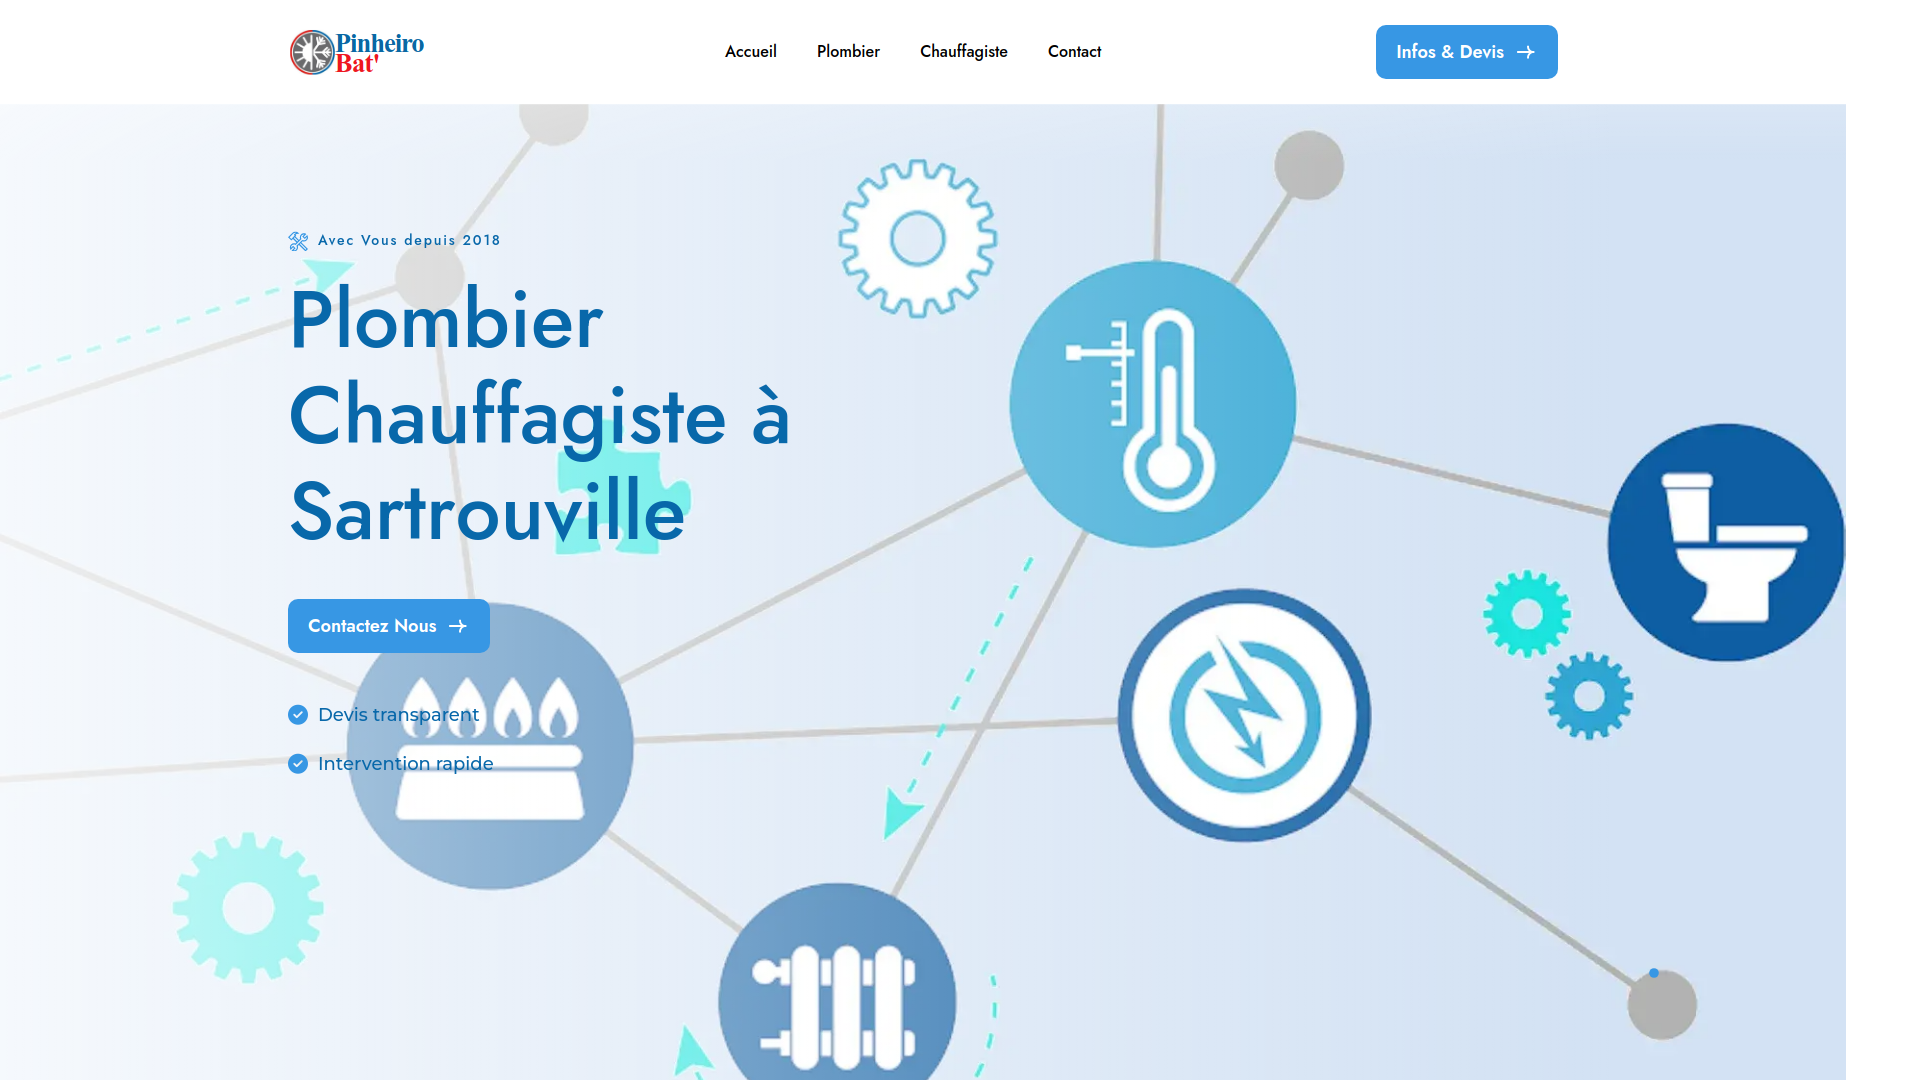 Pinheiro
Bat'
Accueil
Plombier
Chauffagiste
Contact
Infos & Devis
Avec Vous depuis 2018
Plombier
Chauffagiste à
Sartrouville
Contactez Nous
Devis transparent
Intervention rapide